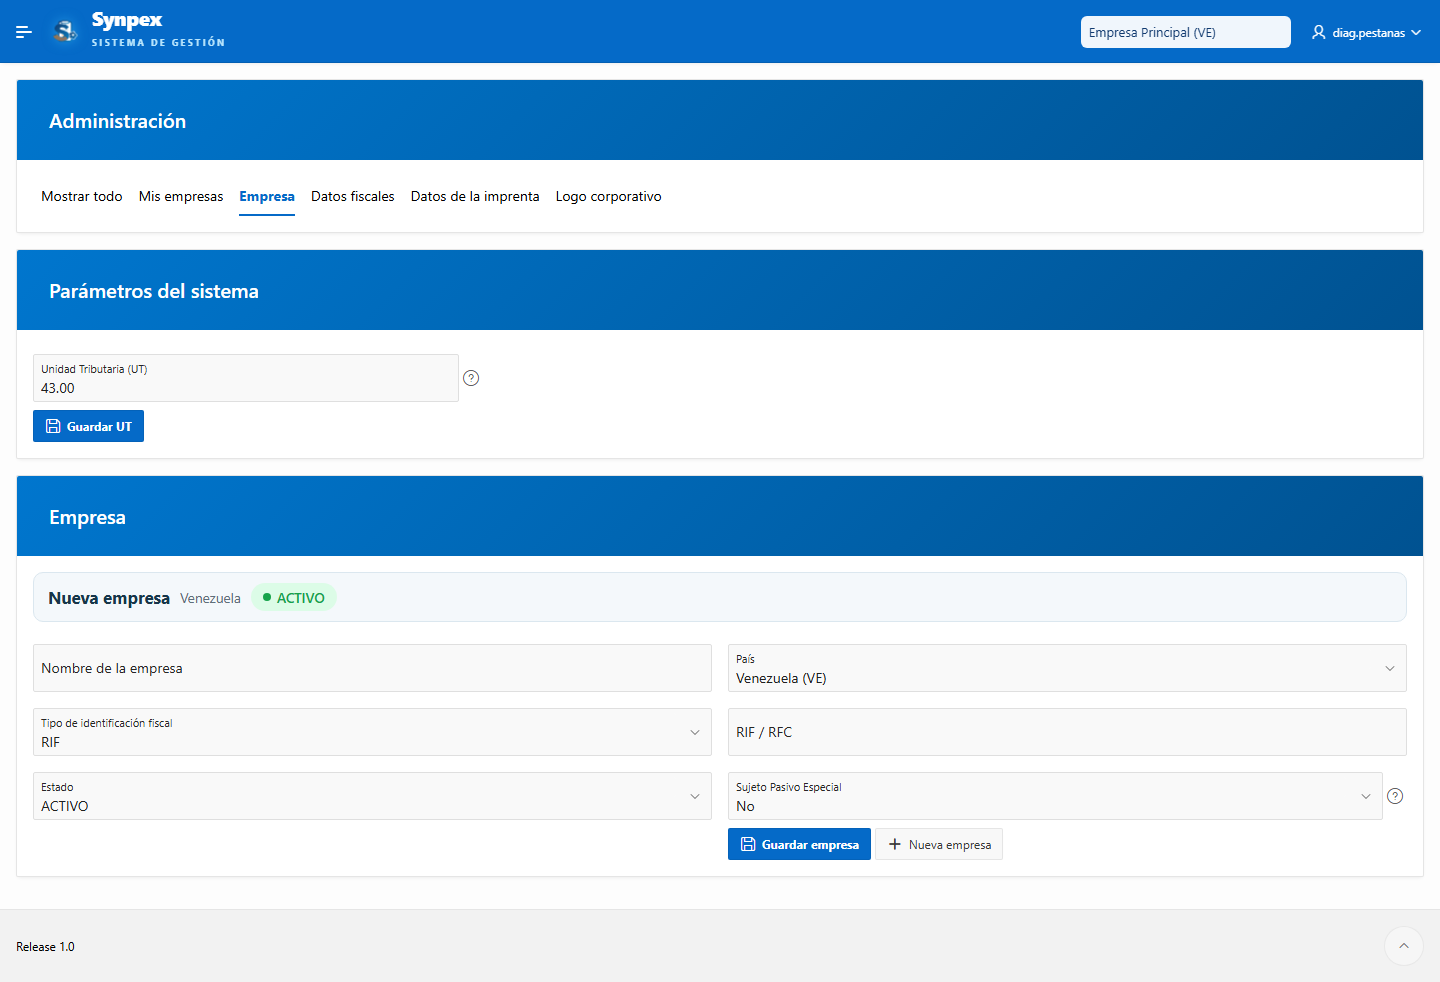 Synpex
SISTEMA DE GESTIÓN
Empresa Principal (VE)
diag.pestanas
Administración
Mostrar todo
Mis empresas
Empresa
Datos fiscales
Datos de la imprenta
Logo corporativo
Parámetros del sistema
Unidad Tributaria (UT)
43.00
Guardar UT
Empresa
Nueva empresa Venezuela ACTIVO
Nombre de la empresa
País
Venezuela (VE)
Tipo de identificación fiscal
RIF
RIF / RFC
Estado
ACTIVO
Sujeto Pasivo Especial
No
Guardar empresa
Nueva empresa
Release 1.0